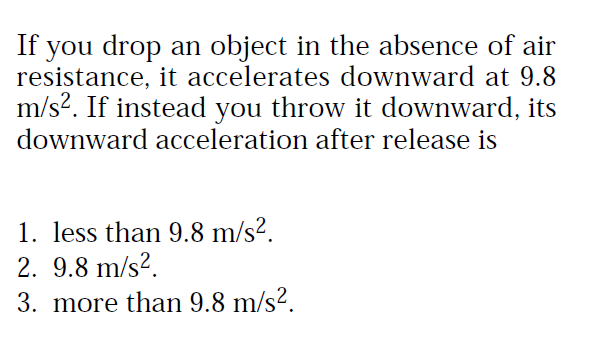 If you drop an object in the absence of air
resistance, it accelerates downward at 9.8
m/s². If instead you throw it downward, its
downward acceleration after release is
1. less than 9.8 m/s².
2. 9.8 m/s².
3. more than 9.8 m/s².